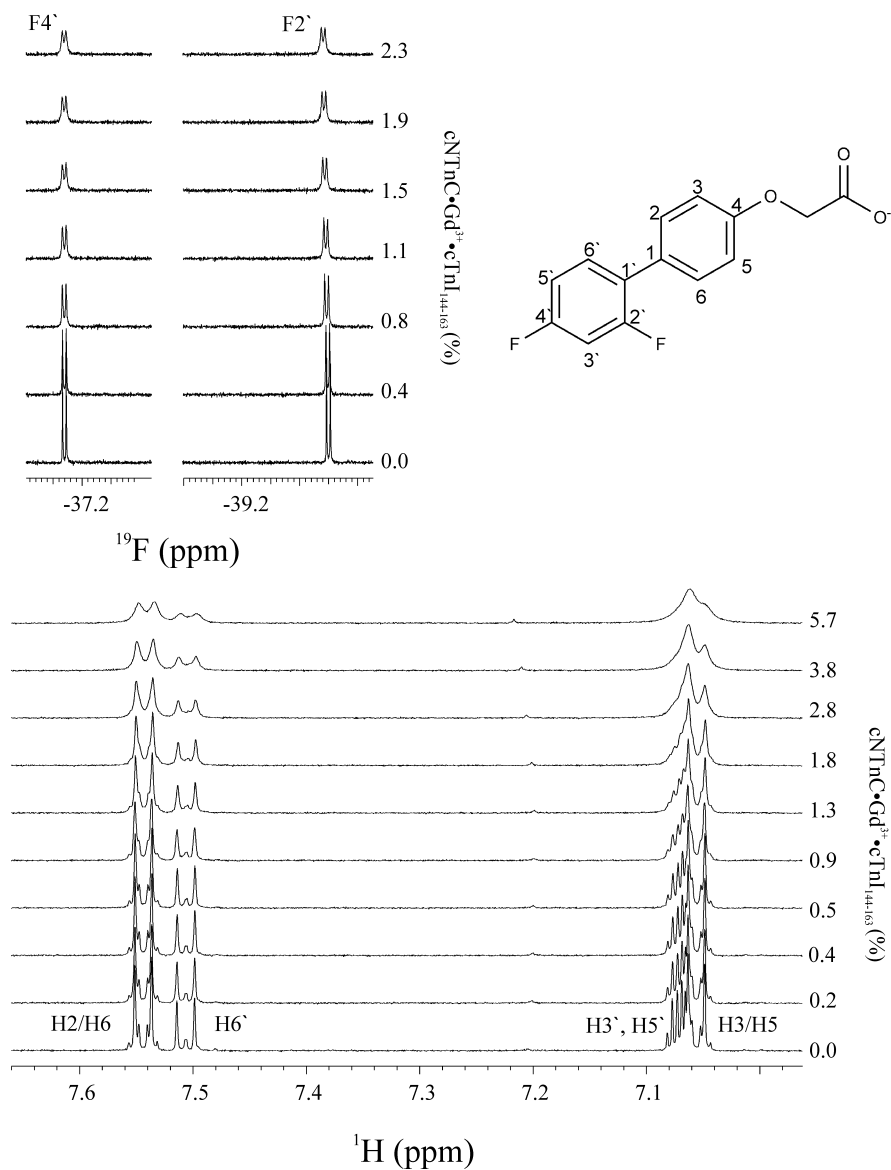 F4` F2`
2.3
1.9
1.5
1.1
0.8
0.4
0.0
cNTnC•Gd³⁺•cTnI₁₄₄₋₁₆₃ (%)
-37.2 -39.2
¹⁹F (ppm)
O
O
O⁻
3
4
2
5
1
6
6`
1`
5`
4`
2`
3`
F
F
5.7
3.8
2.8
1.8
1.3
0.9
0.5
0.4
0.2
0.0
cNTnC•Gd³⁺•cTnI₁₄₄₋₁₆₃ (%)
H2/H6 H6` H3`, H5` H3/H5
7.6 7.5 7.4 7.3 7.2 7.1
¹H (ppm)